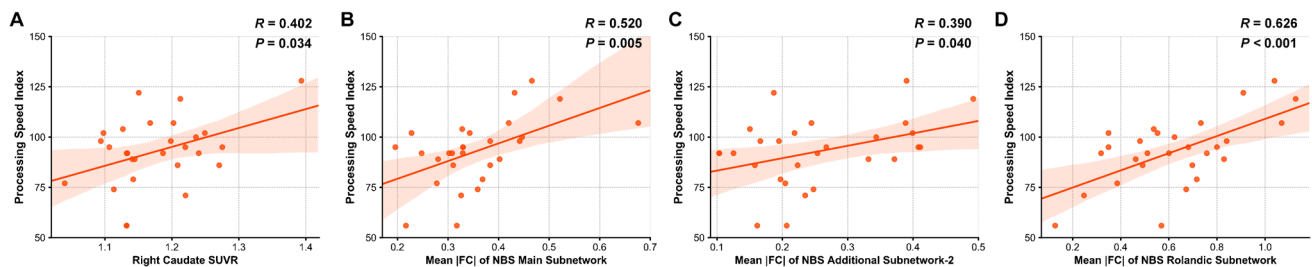 A
R = 0.402
P = 0.034
Processing Speed Index
150
125
100
75
50
1.1 1.2 1.3 1.4
Right Caudate SUVR
B
R = 0.520
P = 0.005
Processing Speed Index
150
125
100
75
50
0.2 0.3 0.4 0.5 0.6 0.7
Mean |FC| of NBS Main Subnetwork
C
R = 0.390
P = 0.040
Processing Speed Index
150
125
100
75
50
0.1 0.2 0.3 0.4 0.5
Mean |FC| of NBS Additional Subnetwork-2
D
R = 0.626
P < 0.001
Processing Speed Index
150
125
100
75
50
0.2 0.4 0.6 0.8 1.0
Mean |FC| of NBS Rolandic Subnetwork